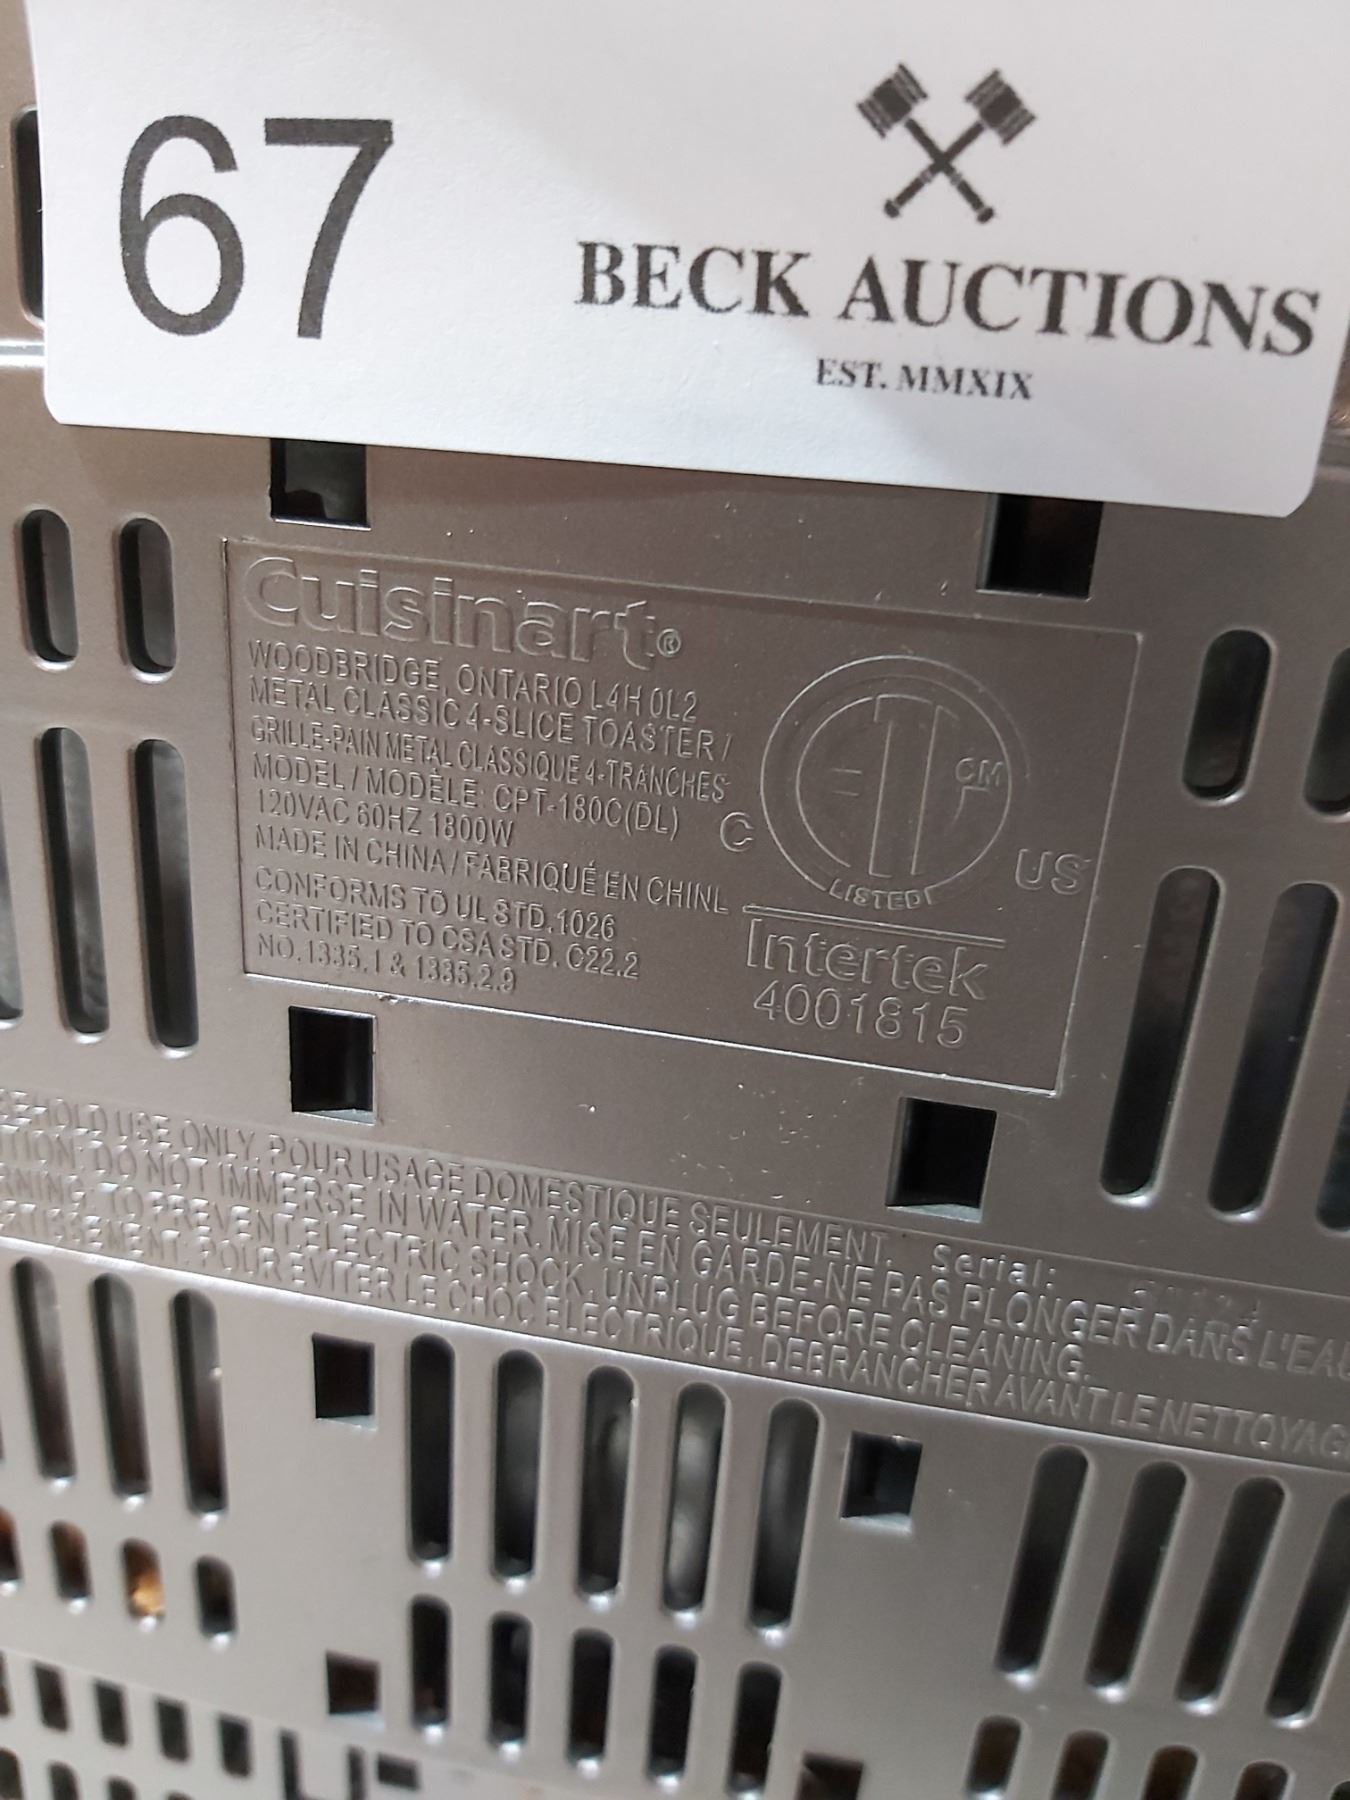 67
BECK AUCTIONS
EST. MMXIX
Cuisinart®
WOODBRIDGE, ONTARIO L4H 0L2
METAL CLASSIC 4-SLICE TOASTER /
GRILLE-PAIN METAL CLASSIQUE 4-TRANCHES
MODEL / MODÈLE: CPT-180C(DL)
120VAC 60HZ 1800W
MADE IN CHINA / FABRIQUÉ EN CHINE
CONFORMS TO UL STD.1026
CERTIFIED TO CSA STD. C22.2
NO.1335.1 & 1335.2.9
CM
C
US
LISTED
Intertek
4001815
USE ONLY. POUR USAGE DOMESTIQUE SEULEMENT. Serial:
DO NOT IMMERSE IN WATER. MISE EN GARDE-NE PAS PLONGER DANS L'EAU
TO PREVENT ELECTRIC SHOCK, UNPLUG BEFORE CLEANING.
POUR ÉVITER LE CHOC ÉLECTRIQUE, DÉBRANCHER AVANT LE NETTOYAG